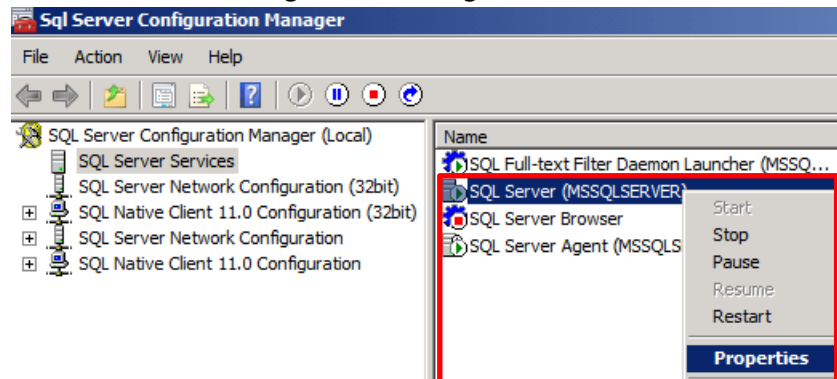 Sql Server Configuration Manager
File Action View Help
SQL Server Configuration Manager (Local)
SQL Server Services
SQL Server Network Configuration (32bit)
SQL Native Client 11.0 Configuration (32bit)
SQL Server Network Configuration
SQL Native Client 11.0 Configuration
Name
SQL Full-text Filter Daemon Launcher (MSSQ...
SQL Server (MSSQLSERVER)
SQL Server Browser
SQL Server Agent (MSSQLS
Start
Stop
Pause
Resume
Restart
Properties